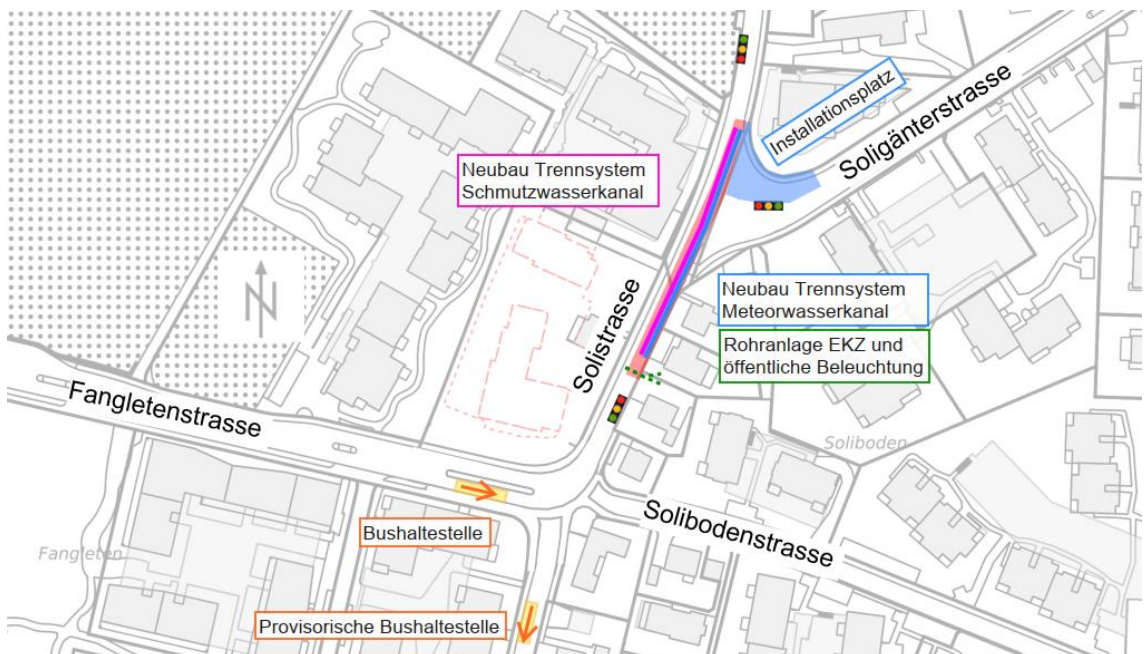 Installationsplatz
Soligänterstrasse
Neubau Trennsystem
Schmutzwasserkanal
Neubau Trennsystem
Meteorwasserkanal
Rohranlage EKZ und
öffentliche Beleuchtung
Solistrasse
N
Fangletenstrasse
Soliboden
Solibodenstrasse
Bushaltestelle
Fangleten
Provisorische Bushaltestelle